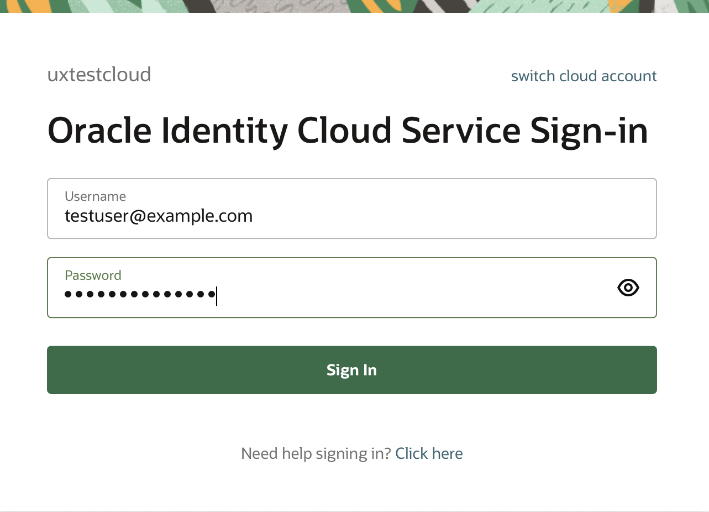 uxtestcloud
switch cloud account
Oracle Identity Cloud Service Sign-in
Username
testuser@example.com
Password
••••••••••••••
Sign In
Need help signing in? Click here